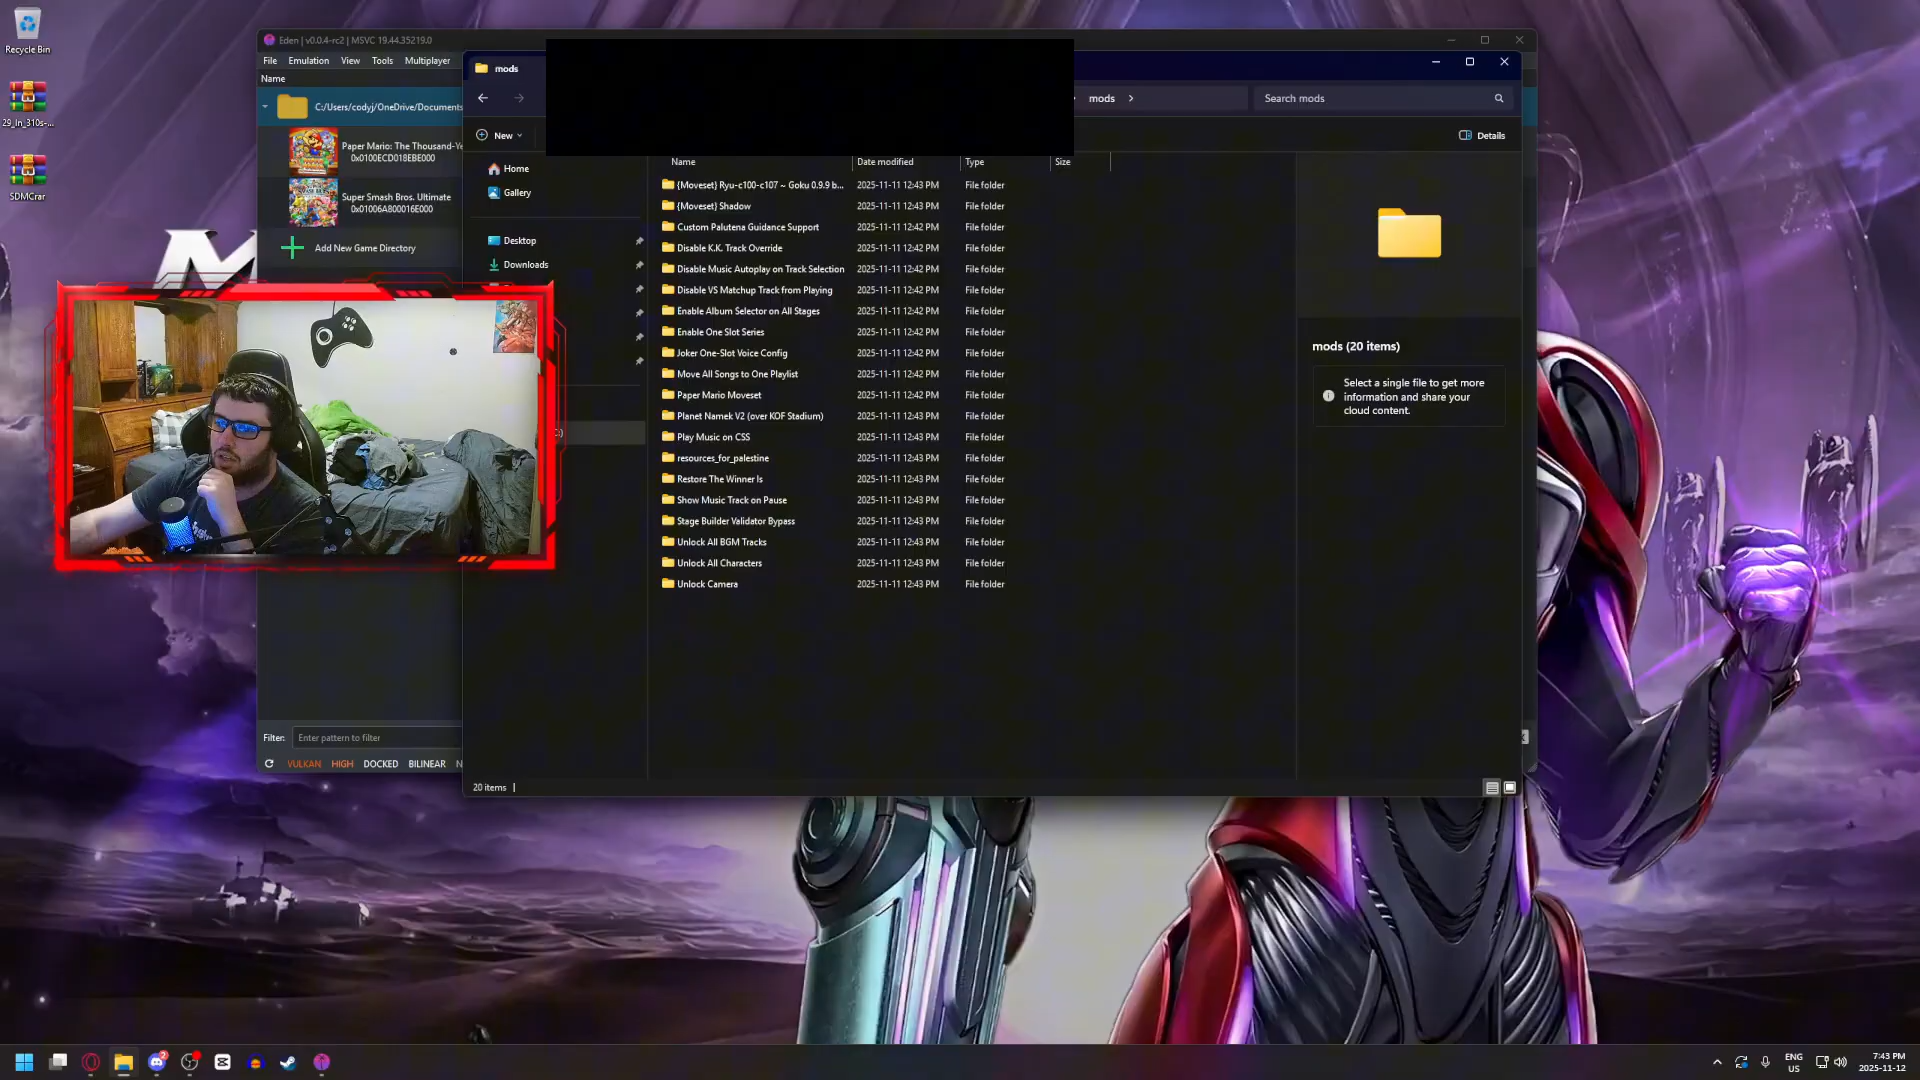 Recycle Bin
29_In_310s-...
SDMCrar
Eden | v0.0.4-rc2 | MSVC 19.44.35219.0
File Emulation View Tools Multiplayer
Name
C:/Users/codyj/OneDrive/Documents
Paper Mario: The Thousand-Ye
0x0100ECD018EBE000
Super Smash Bros. Ultimate
0x01006A800016E000
Add New Game Directory
Filter: Enter pattern to filter
VULKAN HIGH DOCKED BILINEAR N
mods
mods
Search mods
New
Details
Home
Gallery
Desktop
Downloads
C:)
Name Date modified Type Size
{Moveset} Ryu-c100-c107 ~ Goku 0.9.9 b... 2025-11-11 12:43 PM File folder
{Moveset} Shadow 2025-11-11 12:43 PM File folder
Custom Palutena Guidance Support 2025-11-11 12:42 PM File folder
Disable K.K. Track Override 2025-11-11 12:42 PM File folder
Disable Music Autoplay on Track Selection 2025-11-11 12:42 PM File folder
Disable VS Matchup Track from Playing 2025-11-11 12:42 PM File folder
Enable Album Selector on All Stages 2025-11-11 12:42 PM File folder
Enable One Slot Series 2025-11-11 12:42 PM File folder
Joker One-Slot Voice Config 2025-11-11 12:42 PM File folder
Move All Songs to One Playlist 2025-11-11 12:42 PM File folder
Paper Mario Moveset 2025-11-11 12:42 PM File folder
Planet Namek V2 (over KOF Stadium) 2025-11-11 12:43 PM File folder
Play Music on CSS 2025-11-11 12:43 PM File folder
resources_for_palestine 2025-11-11 12:43 PM File folder
Restore The Winner Is 2025-11-11 12:43 PM File folder
Show Music Track on Pause 2025-11-11 12:43 PM File folder
Stage Builder Validator Bypass 2025-11-11 12:43 PM File folder
Unlock All BGM Tracks 2025-11-11 12:43 PM File folder
Unlock All Characters 2025-11-11 12:43 PM File folder
Unlock Camera 2025-11-11 12:43 PM File folder
mods (20 items)
Select a single file to get more
information and share your
cloud content.
20 items
ENG
US
7:43 PM
2025-11-12